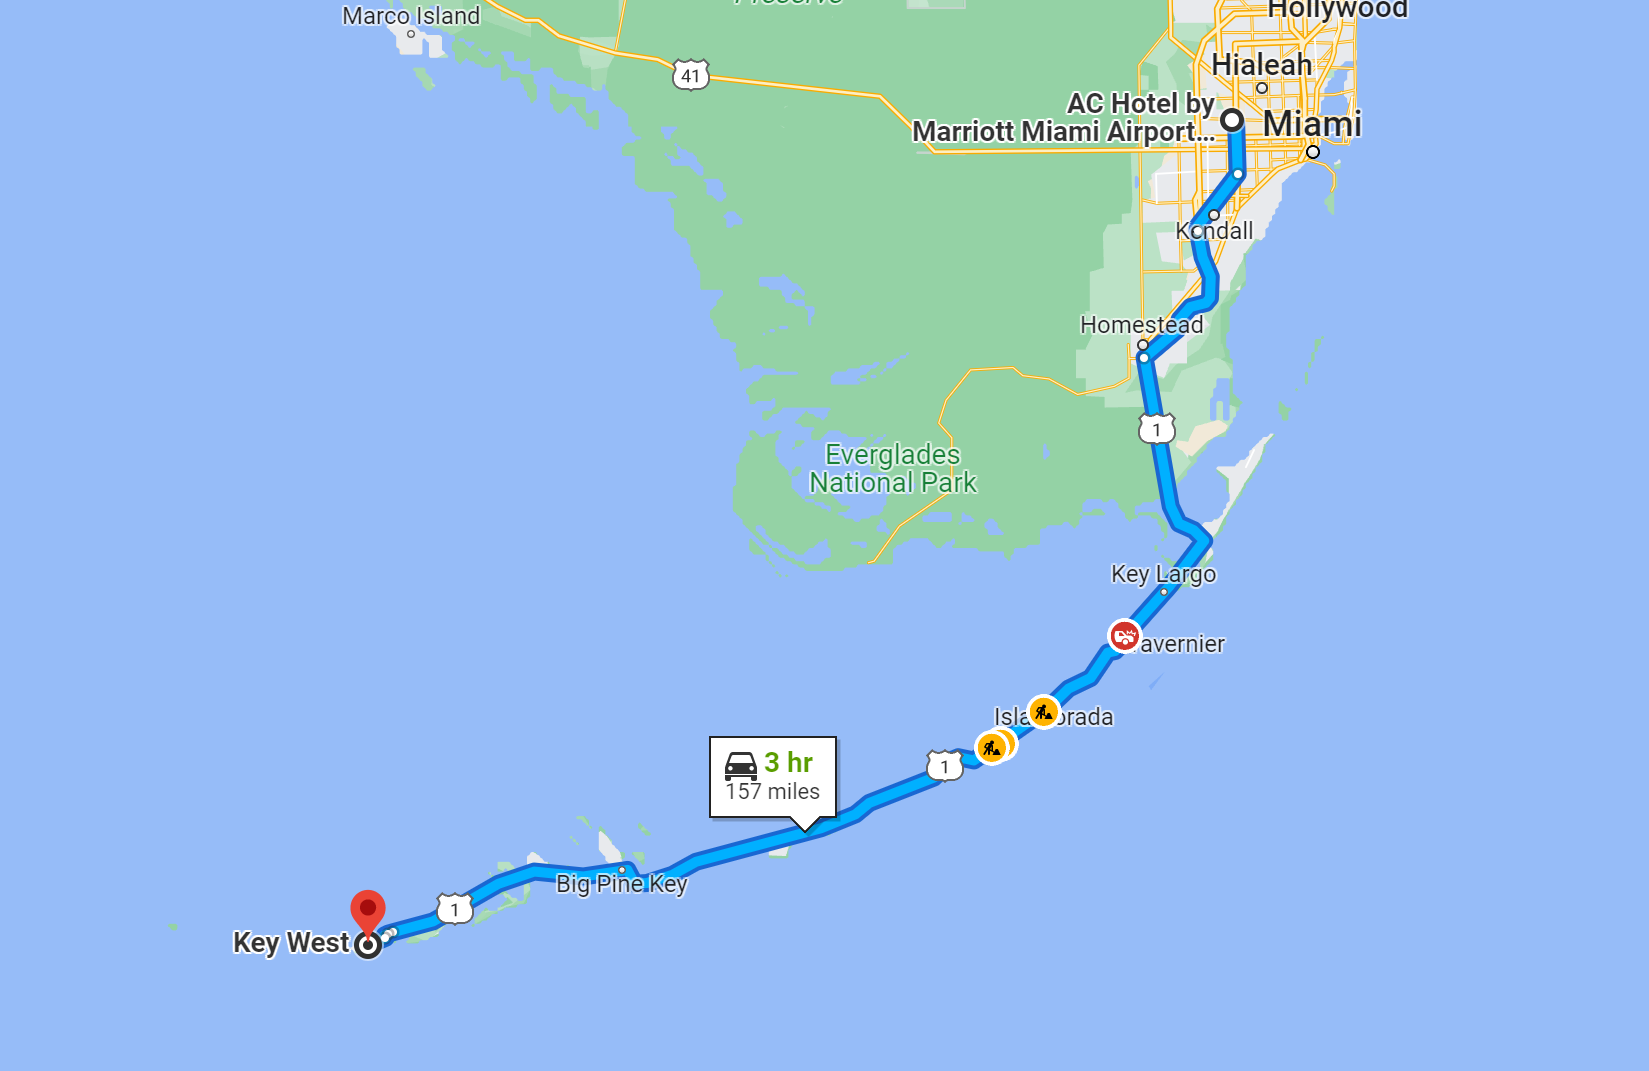 Preserve
Hollywood
Marco Island
Hialeah
41
AC Hotel by
Marriott Miami Airport...
Miami
Kendall
Homestead
1
Everglades
National Park
Key Largo
Tavernier
Islamorada
3 hr
157 miles
1
Big Pine Key
1
Key West